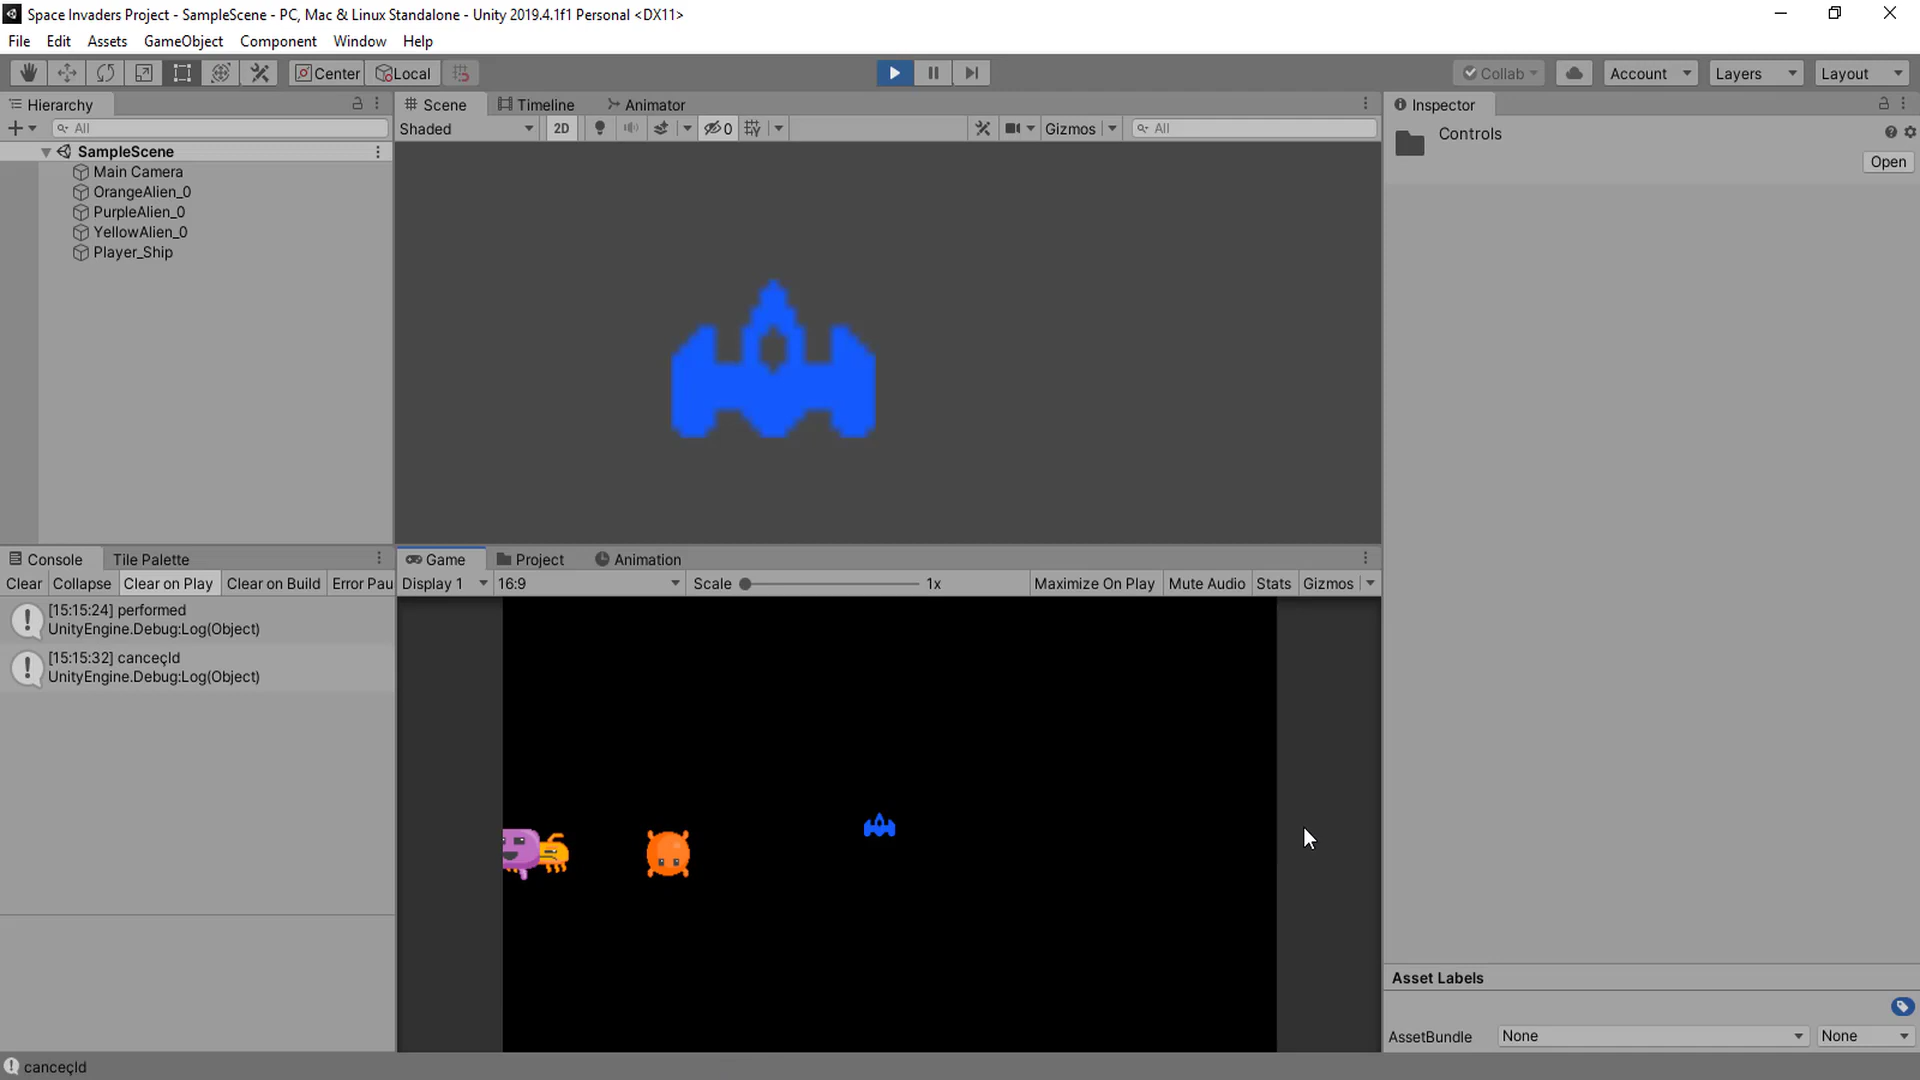 Space Invaders Project - SampleScene - PC, Mac & Linux Standalone - Unity 2019.4.1f1 Personal <DX11>
File Edit Assets GameObject Component Window Help
Center Local Collab Account Layers Layout
Hierarchy
All
SampleScene
Main Camera
OrangeAlien_0
PurpleAlien_0
YellowAlien_0
Player_Ship
Scene Timeline Animator
Shaded 2D 0 Gizmos All
Inspector
Controls
Open
Console Tile Palette
Clear Collapse Clear on Play Clear on Build Error Pau
[15:15:24] performed
UnityEngine.Debug:Log(Object)
[15:15:32] canceçld
UnityEngine.Debug:Log(Object)
Game Project Animation
Display 1 16:9 Scale 1x Maximize On Play Mute Audio Stats Gizmos
Asset Labels
AssetBundle None None
canceçld